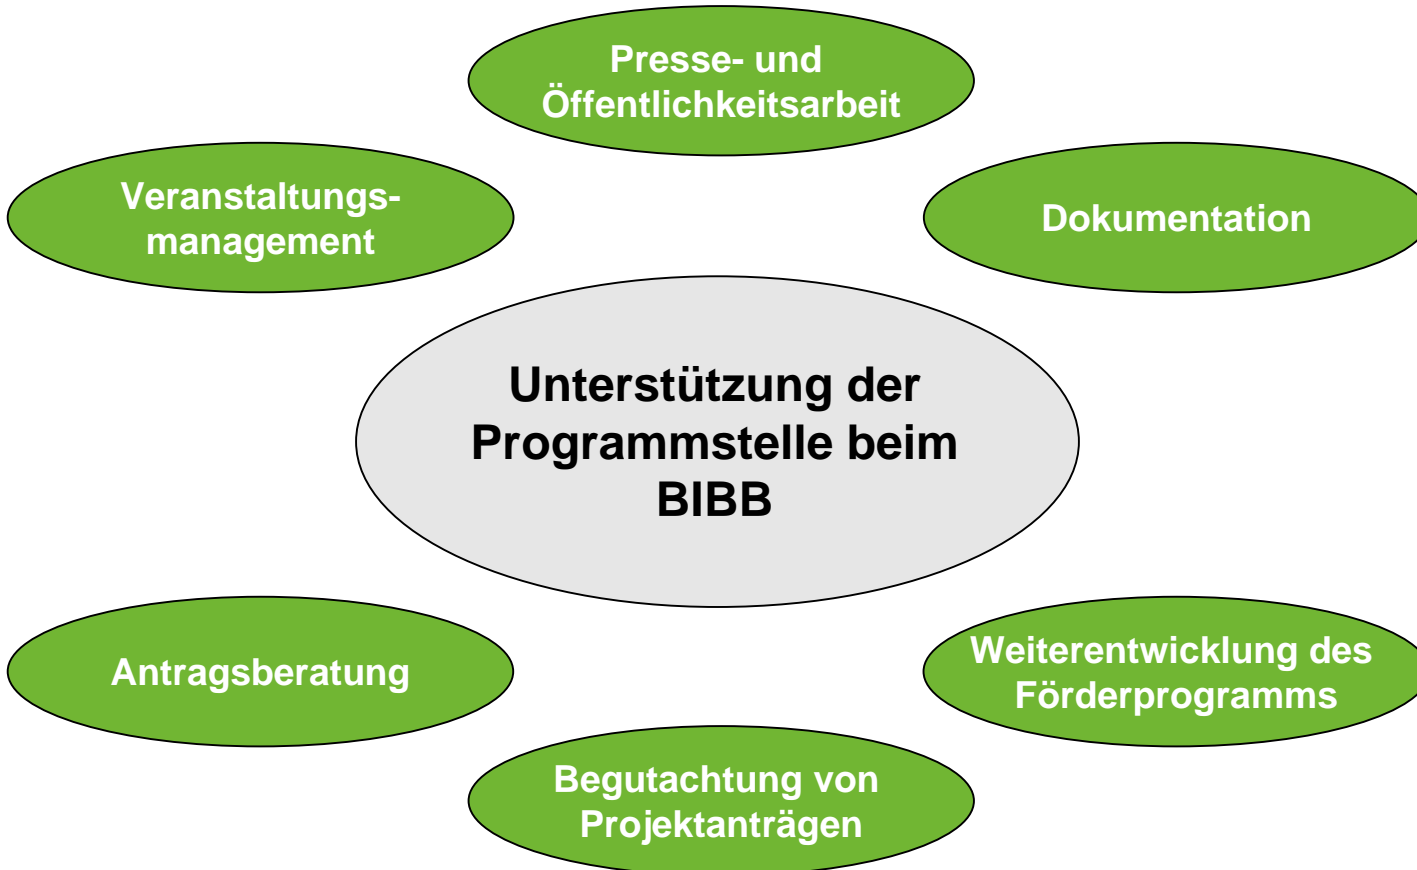 Presse- und
Öffentlichkeitsarbeit
Veranstaltungs-
management
Dokumentation
Unterstützung der
Programmstelle beim
BIBB
Antragsberatung
Weiterentwicklung des
Förderprogramms
Begutachtung von
Projektanträgen